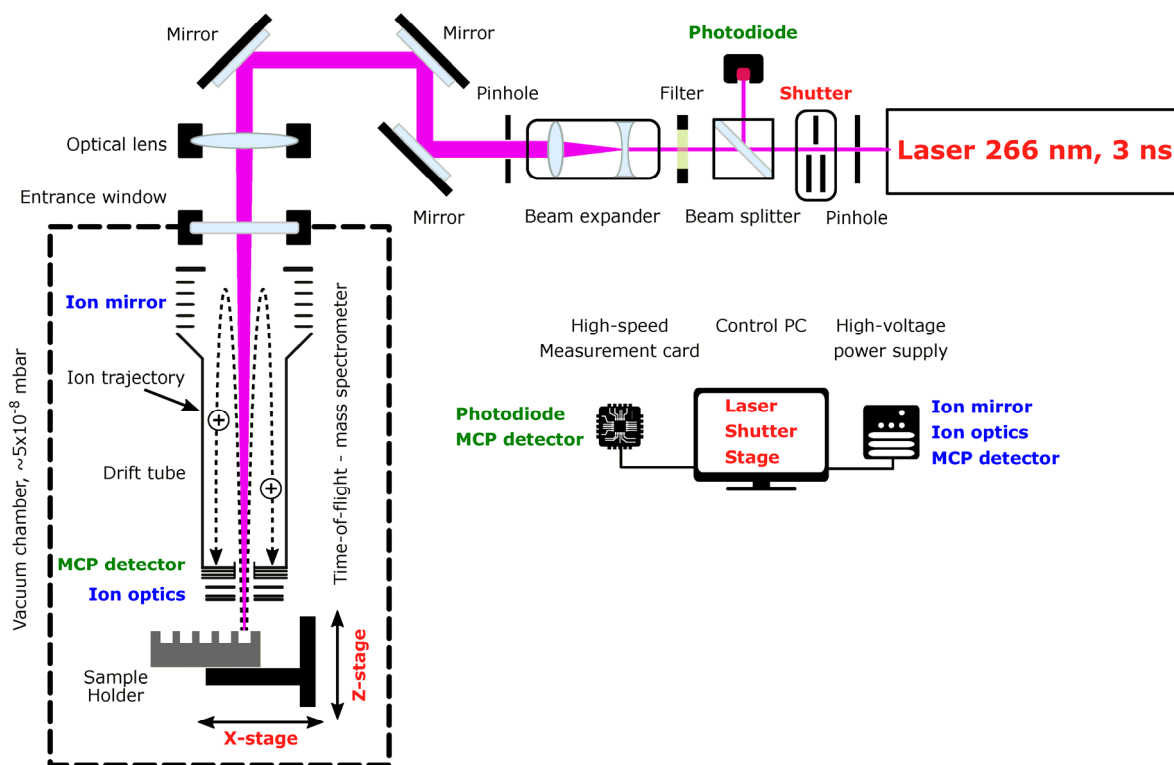 Mirror
Mirror
Photodiode
Pinhole
Filter
Shutter
Optical lens
Laser 266 nm, 3 ns
Entrance window
Mirror
Beam expander
Beam splitter
Pinhole
Ion mirror
Ion trajectory
Drift tube
MCP detector
Ion optics
Vacuum chamber, ~5x10⁻⁸ mbar
Time-of-flight - mass spectrometer
Sample
Holder
Z-stage
X-stage
High-speed
Measurement card
Control PC
High-voltage
power supply
Photodiode
MCP detector
Laser
Shutter
Stage
Ion mirror
Ion optics
MCP detector